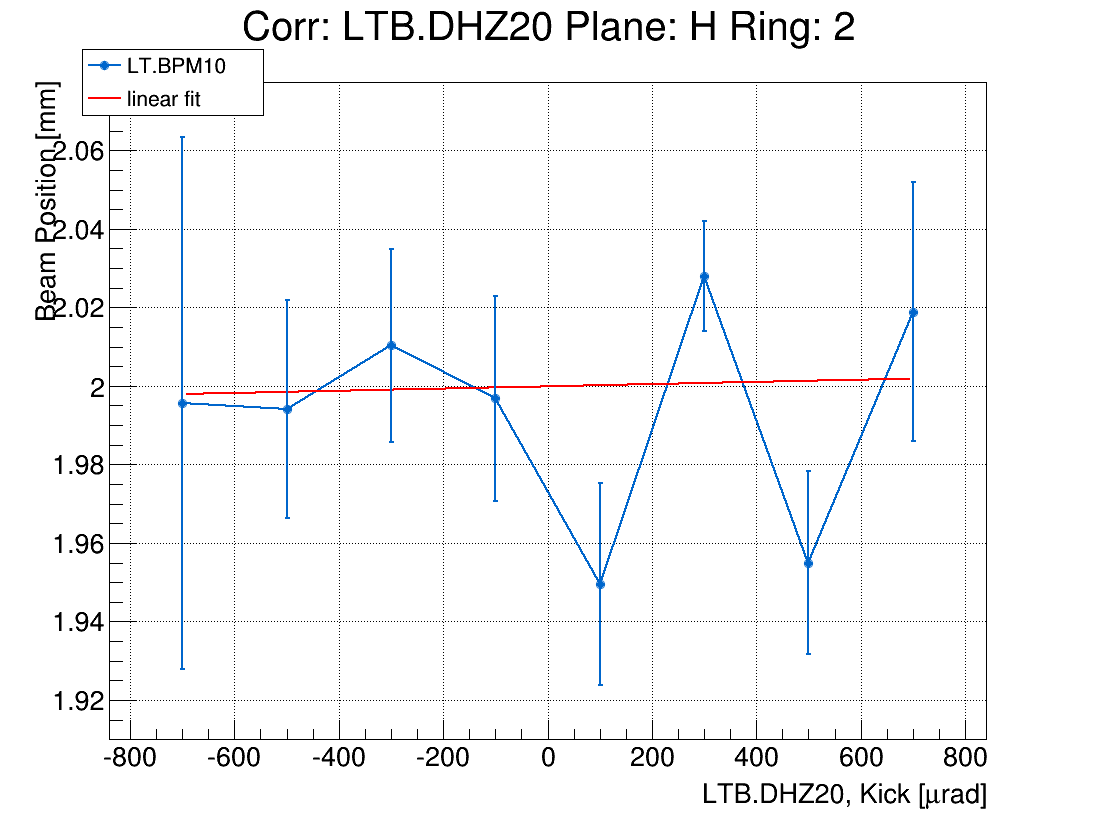 Corr: LTB.DHZ20 Plane: H Ring: 2
LT.BPM10
linear fit
Beam Position [mm]
2.06
2.04
2.02
2
1.98
1.96
1.94
1.92
-800 -600 -400 -200 0 200 400 600 800
LTB.DHZ20, Kick [μrad]